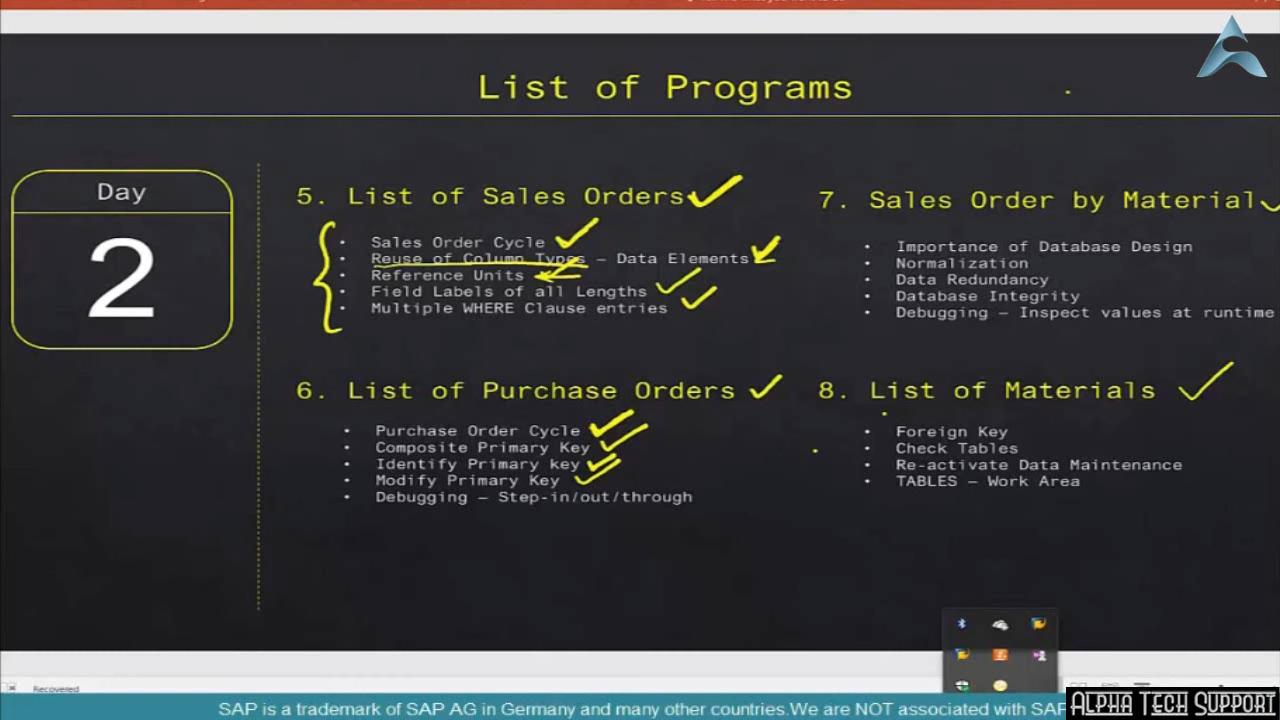 List of Programs
Day
2
5. List of Sales Orders
• Sales Order Cycle
• Reuse of Column Types – Data Elements
• Reference Units
• Field Labels of all Lengths
• Multiple WHERE Clause entries
6. List of Purchase Orders
• Purchase Order Cycle
• Composite Primary Key
• Identify Primary key
• Modify Primary Key
• Debugging – Step-in/out/through
7. Sales Order by Material
• Importance of Database Design
• Normalization
• Data Redundancy
• Database Integrity
• Debugging – Inspect values at runtime
8. List of Materials
• Foreign Key
• Check Tables
• Re-activate Data Maintenance
• TABLES – Work Area
Recovered
SAP is a trademark of SAP AG in Germany and many other countries.We are NOT associated with SAP
ALPHA TECH SUPPORT